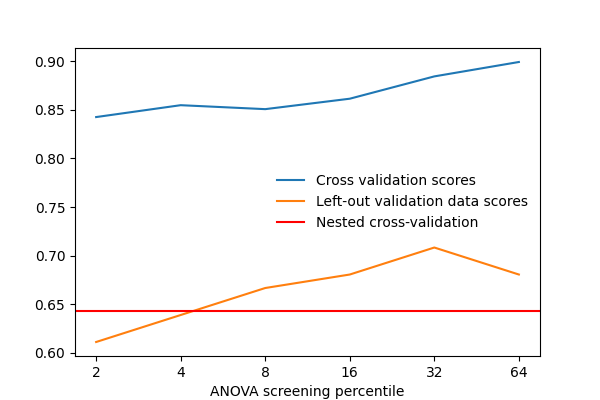 0.90
0.85
0.80
0.75
0.70
0.65
0.60
Cross validation scores
Left-out validation data scores
Nested cross-validation
2 4 8 16 32 64
ANOVA screening percentile